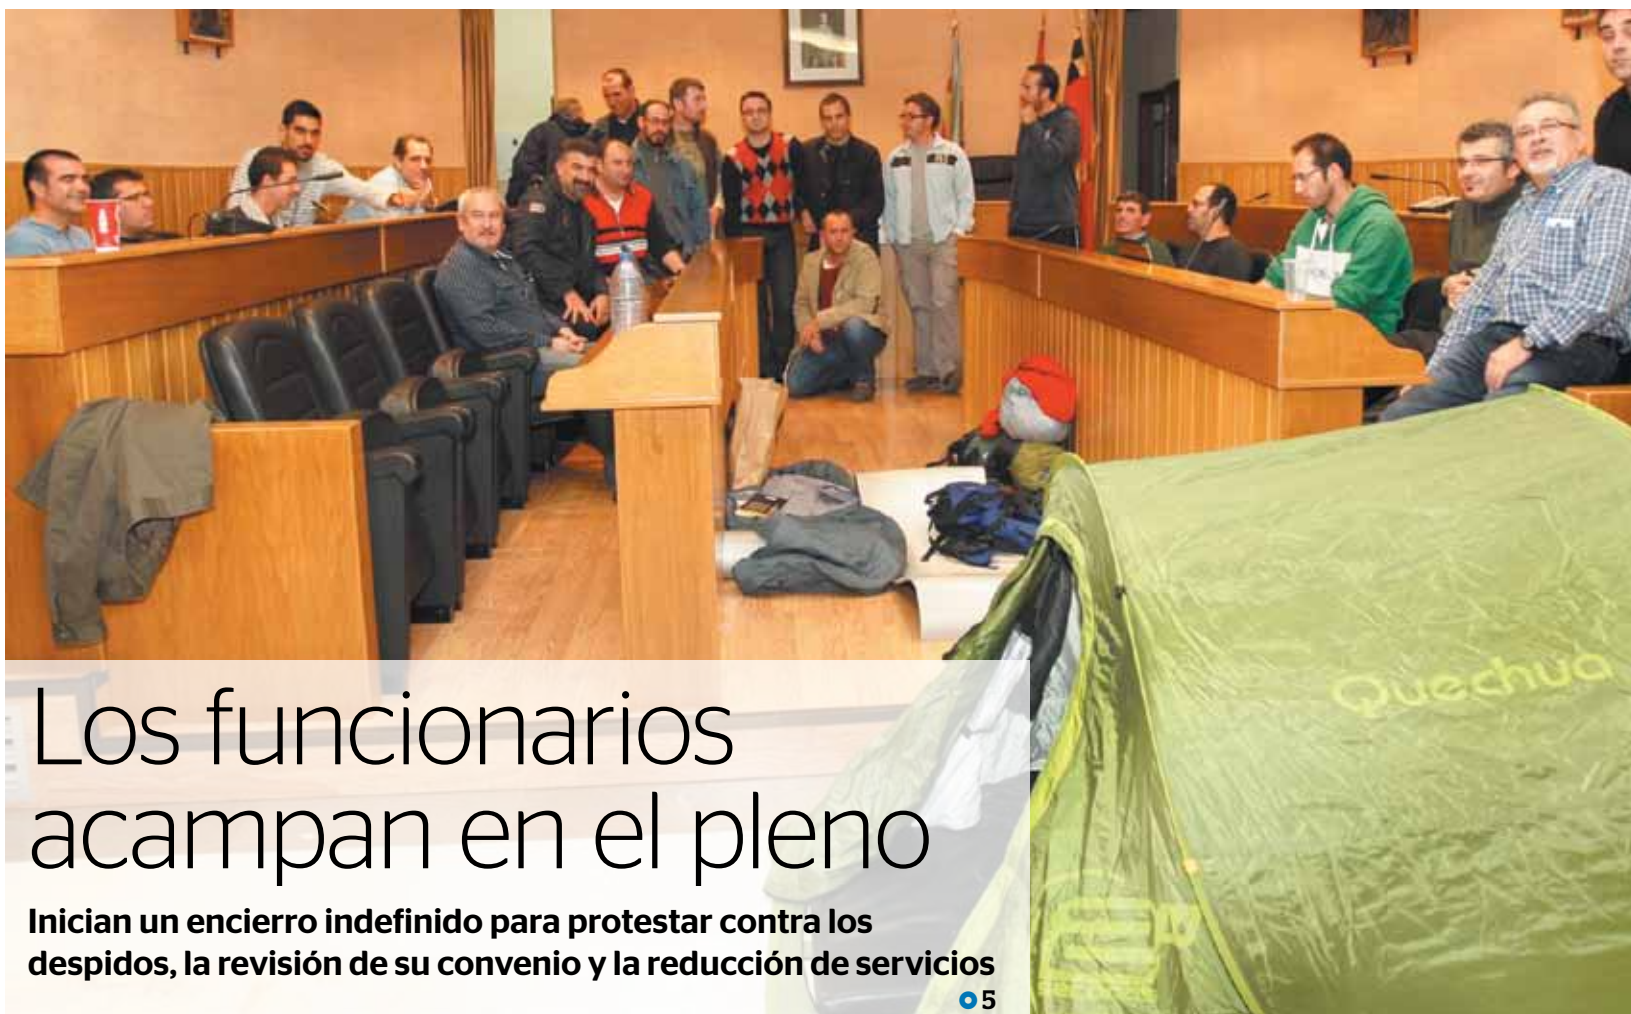 Quechua
Los funcionarios
acampan en el pleno
Inician un encierro indefinido para protestar contra los
despidos, la revisión de su convenio y la reducción de servicios
5